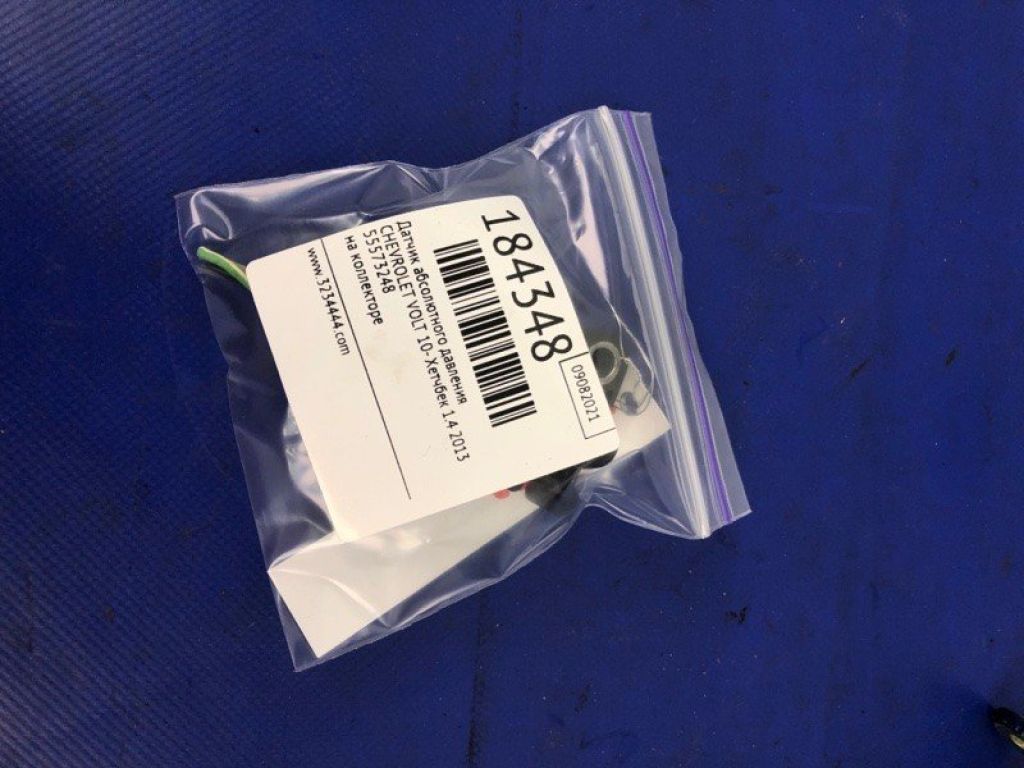 184348
09082021
Датчик абсолютного давления
CHEVROLET VOLT 10- Хетчбек 1.4 2013
55573248
на коллекторе
www.3234444.com